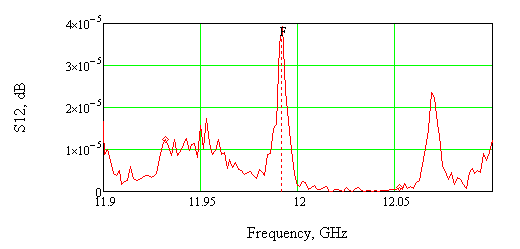 4×10⁻⁵
3×10⁻⁵
2×10⁻⁵
1×10⁻⁵
0
S12, dB
F
11.9 11.95 12 12.05
Frequency, GHz